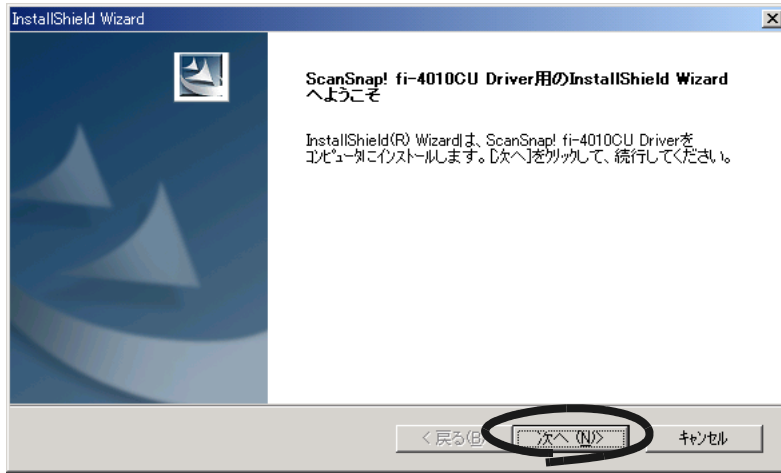 InstallShield Wizard
ScanSnap! fi-4010CU Driver用のInstallShield Wizard
へようこそ
InstallShield(R) Wizardは、ScanSnap! fi-4010CU Driverを
コンピュータにインストールします。[次へ]をクリックして、続行してください。
< 戻る(B) 次へ (N)> キャンセル